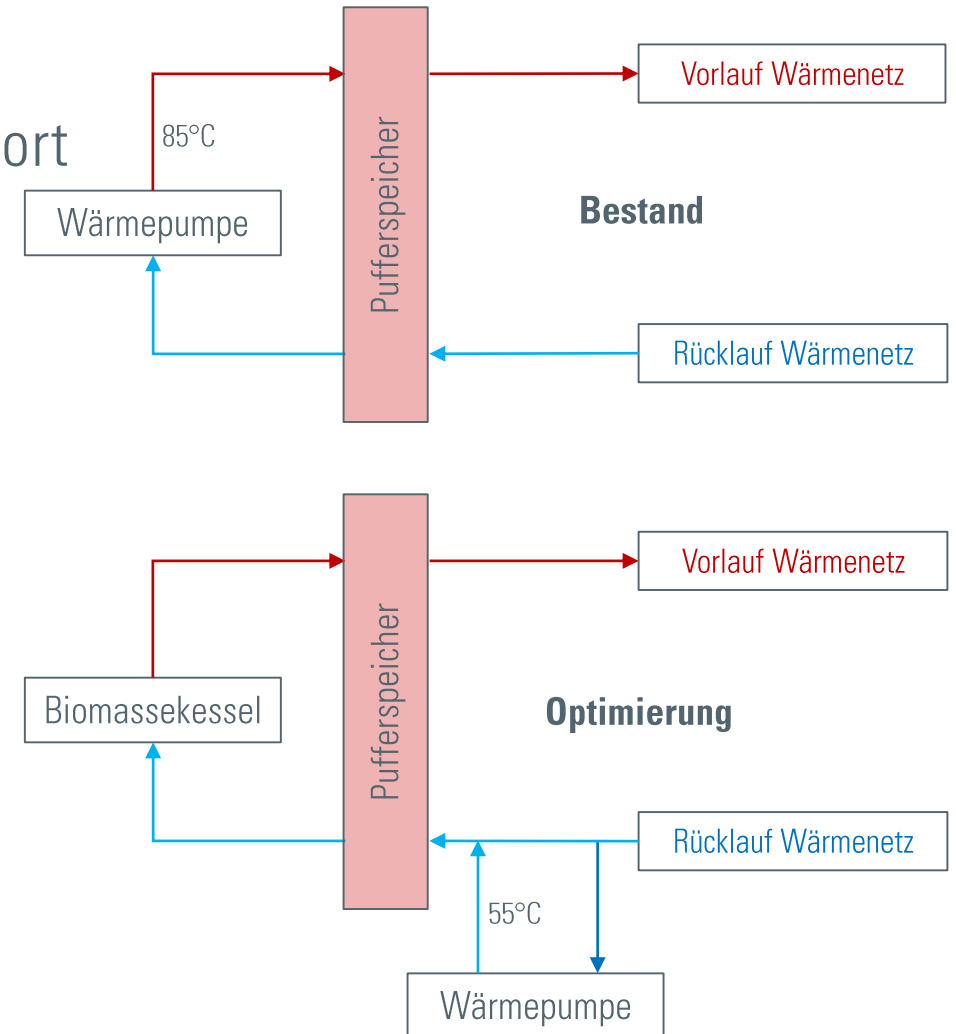 Vorlauf Wärmenetz
85°C
ort
Wärmepumpe
Pufferspeicher
Bestand
Rücklauf Wärmenetz
Vorlauf Wärmenetz
Biomassekessel
Pufferspeicher
Optimierung
Rücklauf Wärmenetz
55°C
Wärmepumpe